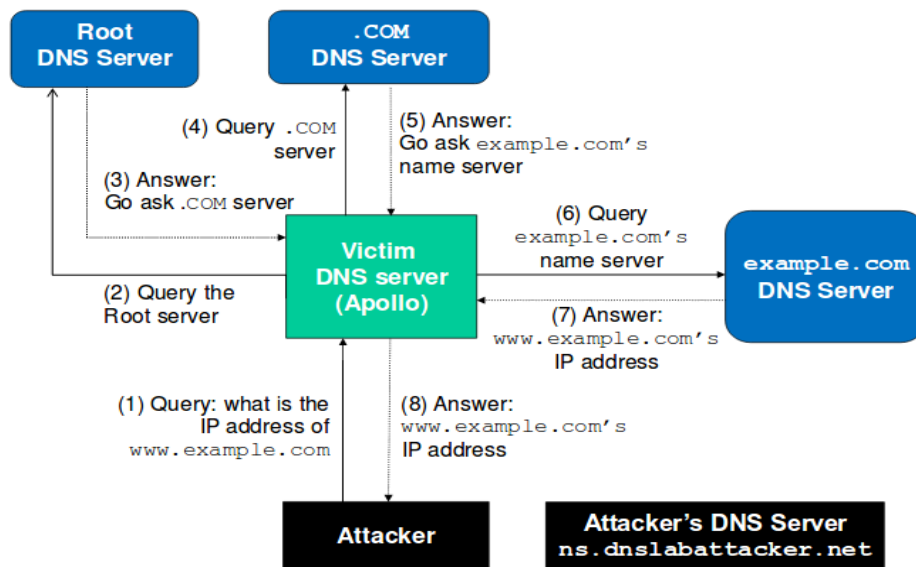 Root
DNS Server
.COM
DNS Server
(4) Query .COM
server
(5) Answer:
Go ask example.com's
name server
(3) Answer:
Go ask .COM server
(6) Query
example.com's
name server
Victim
DNS server
(Apollo)
example.com
DNS Server
(2) Query the
Root server
(7) Answer:
www.example.com's
IP address
(1) Query: what is the
IP address of
www.example.com
(8) Answer:
www.example.com's
IP address
Attacker
Attacker's DNS Server
ns.dnslabattacker.net